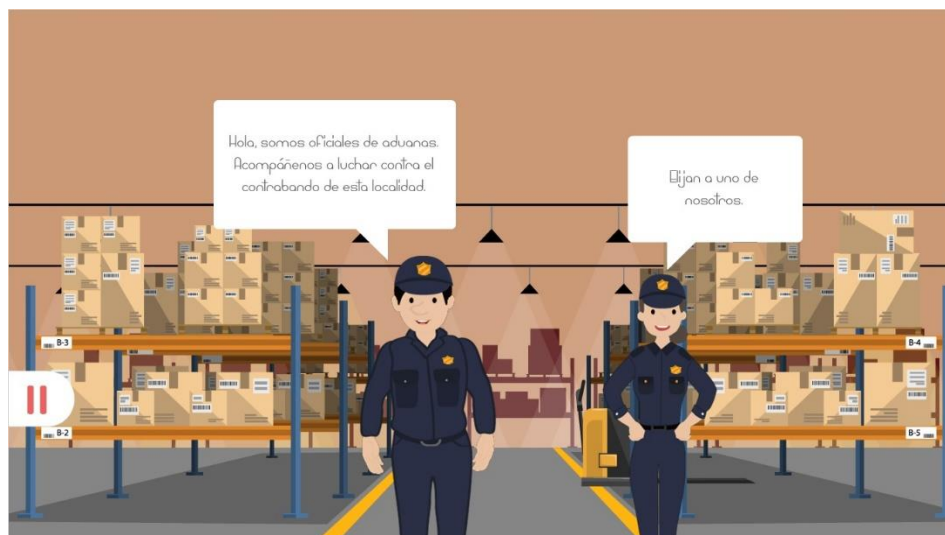 Hola, somos oficiales de aduanas.
Acompáñenos a luchar contra el
contrabando de esta localidad.
Elijan a uno de
nosotros.
B-3
B-4
B-2
B-5